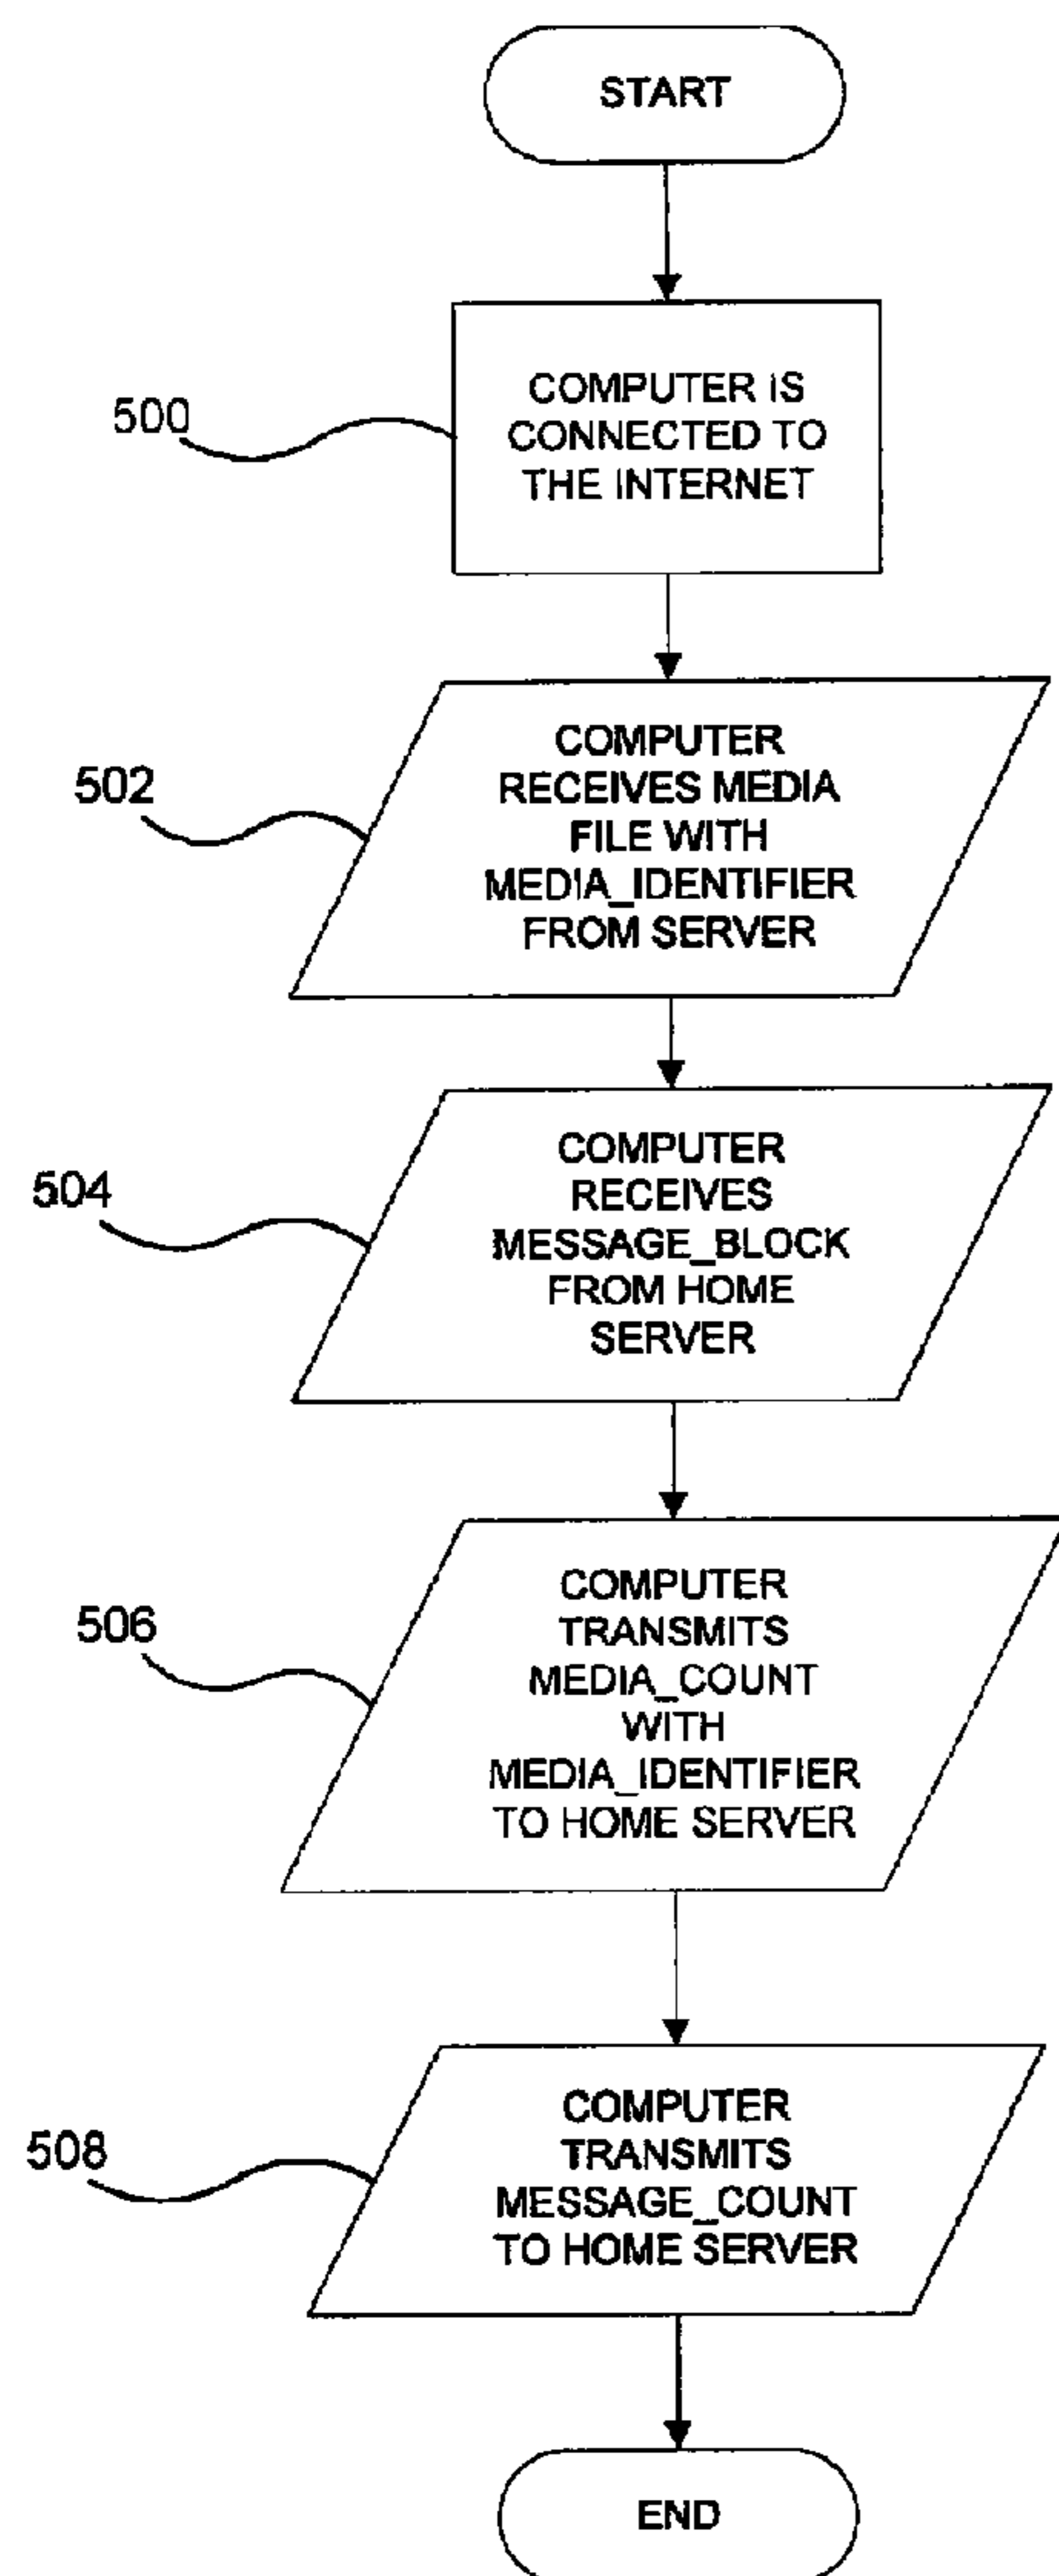 START
500
COMPUTER IS
CONNECTED TO
THE INTERNET
502
COMPUTER
RECEIVES MEDIA
FILE WITH
MEDIA_IDENTIFIER
FROM SERVER
504
COMPUTER
RECEIVES
MESSAGE_BLOCK
FROM HOME
SERVER
506
COMPUTER
TRANSMITS
MEDIA_COUNT
WITH
MEDIA_IDENTIFIER
TO HOME SERVER
508
COMPUTER
TRANSMITS
MESSAGE_COUNT
TO HOME SERVER
END